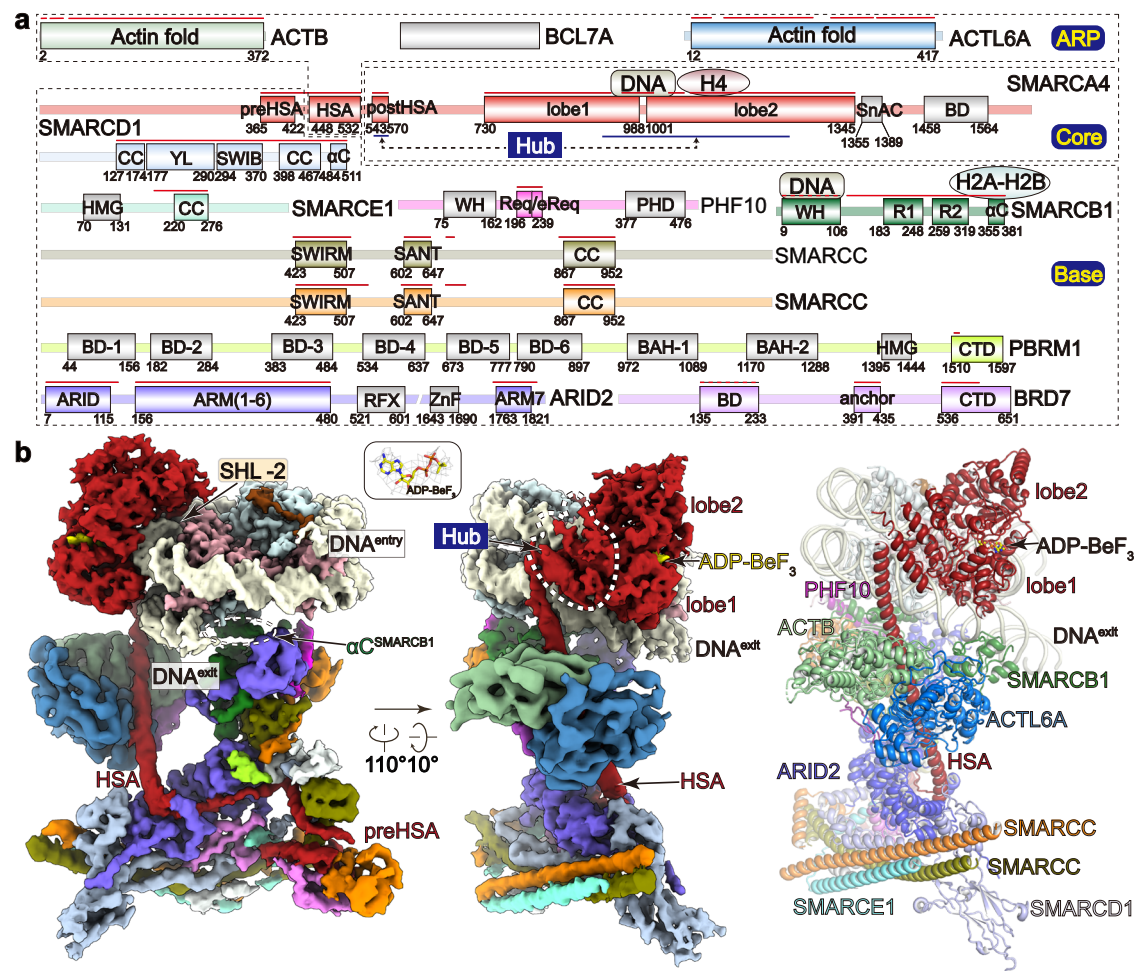 a
Actin fold ACTB BCL7A Actin fold ACTL6A ARP
2 372 12 417
DNA H4 SMARCA4
preHSA HSA postHSA lobe1 lobe2 SnAC BD
SMARCD1 365 422 448 532 543 570 730 988 1001 1345 1355 1389 1458 1564
Hub Core
CC YL SWIB CC αC
127 174 177 290 294 370 398 467 484 511
DNA H2A-H2B
HMG CC SMARCE1 WH Req/eReq PHD PHF10 WH R1 R2 αC SMARCB1
70 131 220 276 75 162 196 239 377 476 9 106 183 248 259 319 355 381
SWIRM SANT CC SMARCC
423 507 602 647 867 952
Base
SWIRM SANT CC SMARCC
423 507 602 647 867 952
BD-1 BD-2 BD-3 BD-4 BD-5 BD-6 BAH-1 BAH-2 HMG CTD PBRM1
44 156 182 284 383 484 534 637 673 777 790 897 972 1089 1170 1288 1395 1444 1510 1597
ARID ARM(1-6) RFX ZnF ARM7 ARID2 BD anchor CTD BRD7
7 115 156 480 521 601 1643 1690 1763 1821 135 233 391 435 536 651
b
SHL -2
DNAentry
αCSMARCB1
DNAexit
HSA
preHSA
110° 10°
ADP-BeF3
Hub
lobe2
ADP-BeF3
lobe1
DNAexit
HSA
lobe2
ADP-BeF3
lobe1
PHF10
ACTB
DNAexit
SMARCB1
ACTL6A
HSA
ARID2
SMARCC
SMARCC
SMARCE1
SMARCD1